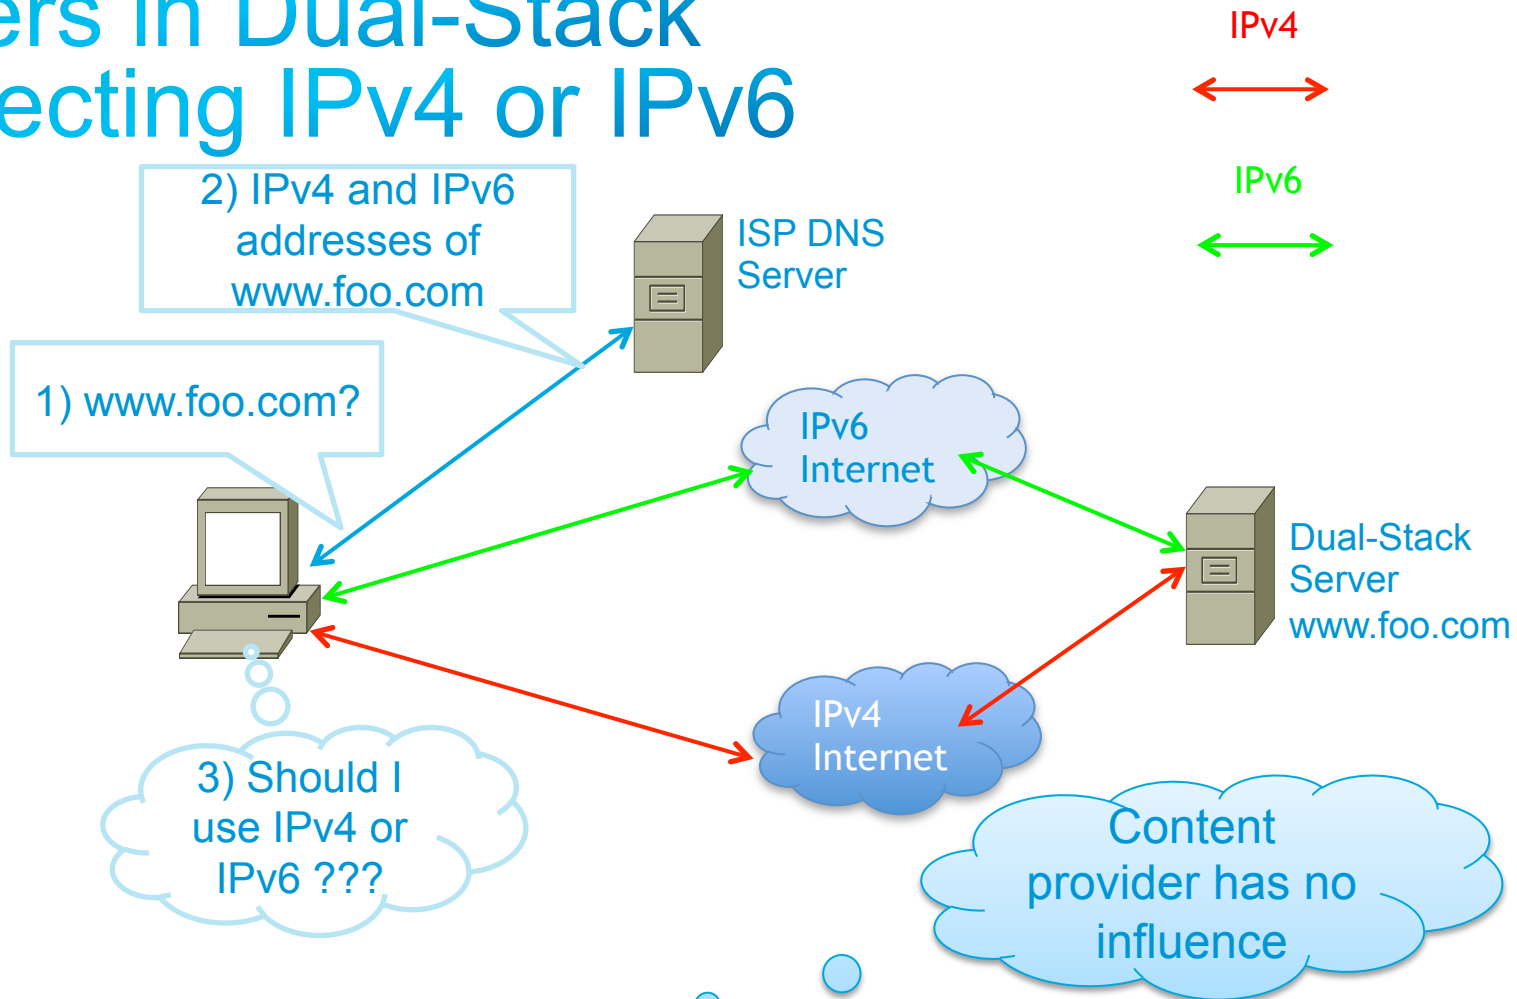 ers in Dual-Stack
ecting IPv4 or IPv6
IPv4
IPv6
2) IPv4 and IPv6
addresses of
www.foo.com
ISP DNS
Server
1) www.foo.com?
IPv6
Internet
Dual-Stack
Server
www.foo.com
IPv4
Internet
3) Should I
use IPv4 or
IPv6 ???
Content
provider has no
influence